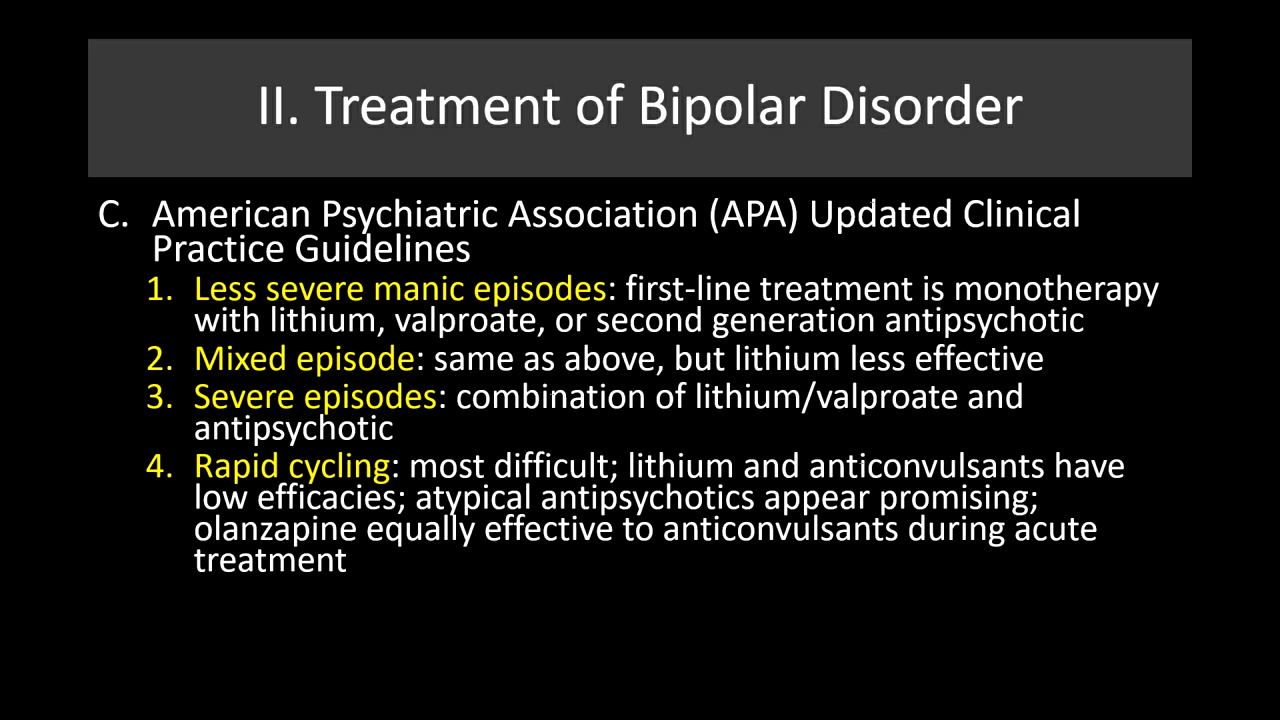 II. Treatment of Bipolar Disorder
C. American Psychiatric Association (APA) Updated Clinical
Practice Guidelines
1. Less severe manic episodes: first-line treatment is monotherapy
with lithium, valproate, or second generation antipsychotic
2. Mixed episode: same as above, but lithium less effective
3. Severe episodes: combination of lithium/valproate and
antipsychotic
4. Rapid cycling: most difficult; lithium and anticonvulsants have
low efficacies; atypical antipsychotics appear promising;
olanzapine equally effective to anticonvulsants during acute
treatment